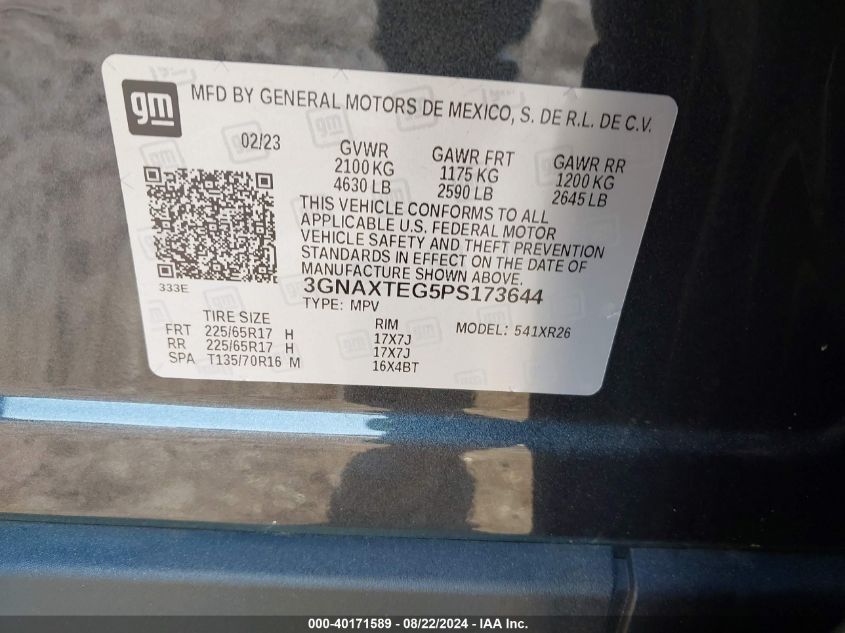 gm
MFD BY GENERAL MOTORS DE MEXICO, S. DE R.L. DE C.V.
02/23
GVWR GAWR FRT GAWR RR
2100 KG 1175 KG 1200 KG
4630 LB 2590 LB 2645 LB
THIS VEHICLE CONFORMS TO ALL
APPLICABLE U.S. FEDERAL MOTOR
VEHICLE SAFETY AND THEFT PREVENTION
STANDARDS IN EFFECT ON THE DATE OF
MANUFACTURE SHOWN ABOVE.
333E
3GNAXTEG5PS173644
TYPE: MPV
TIRE SIZE RIM MODEL: 541XR26
FRT 225/65R17 H 17X7J
RR 225/65R17 H 17X7J
SPA T135/70R16 M 16X4BT
000-40171589 - 08/22/2024 - IAA Inc.